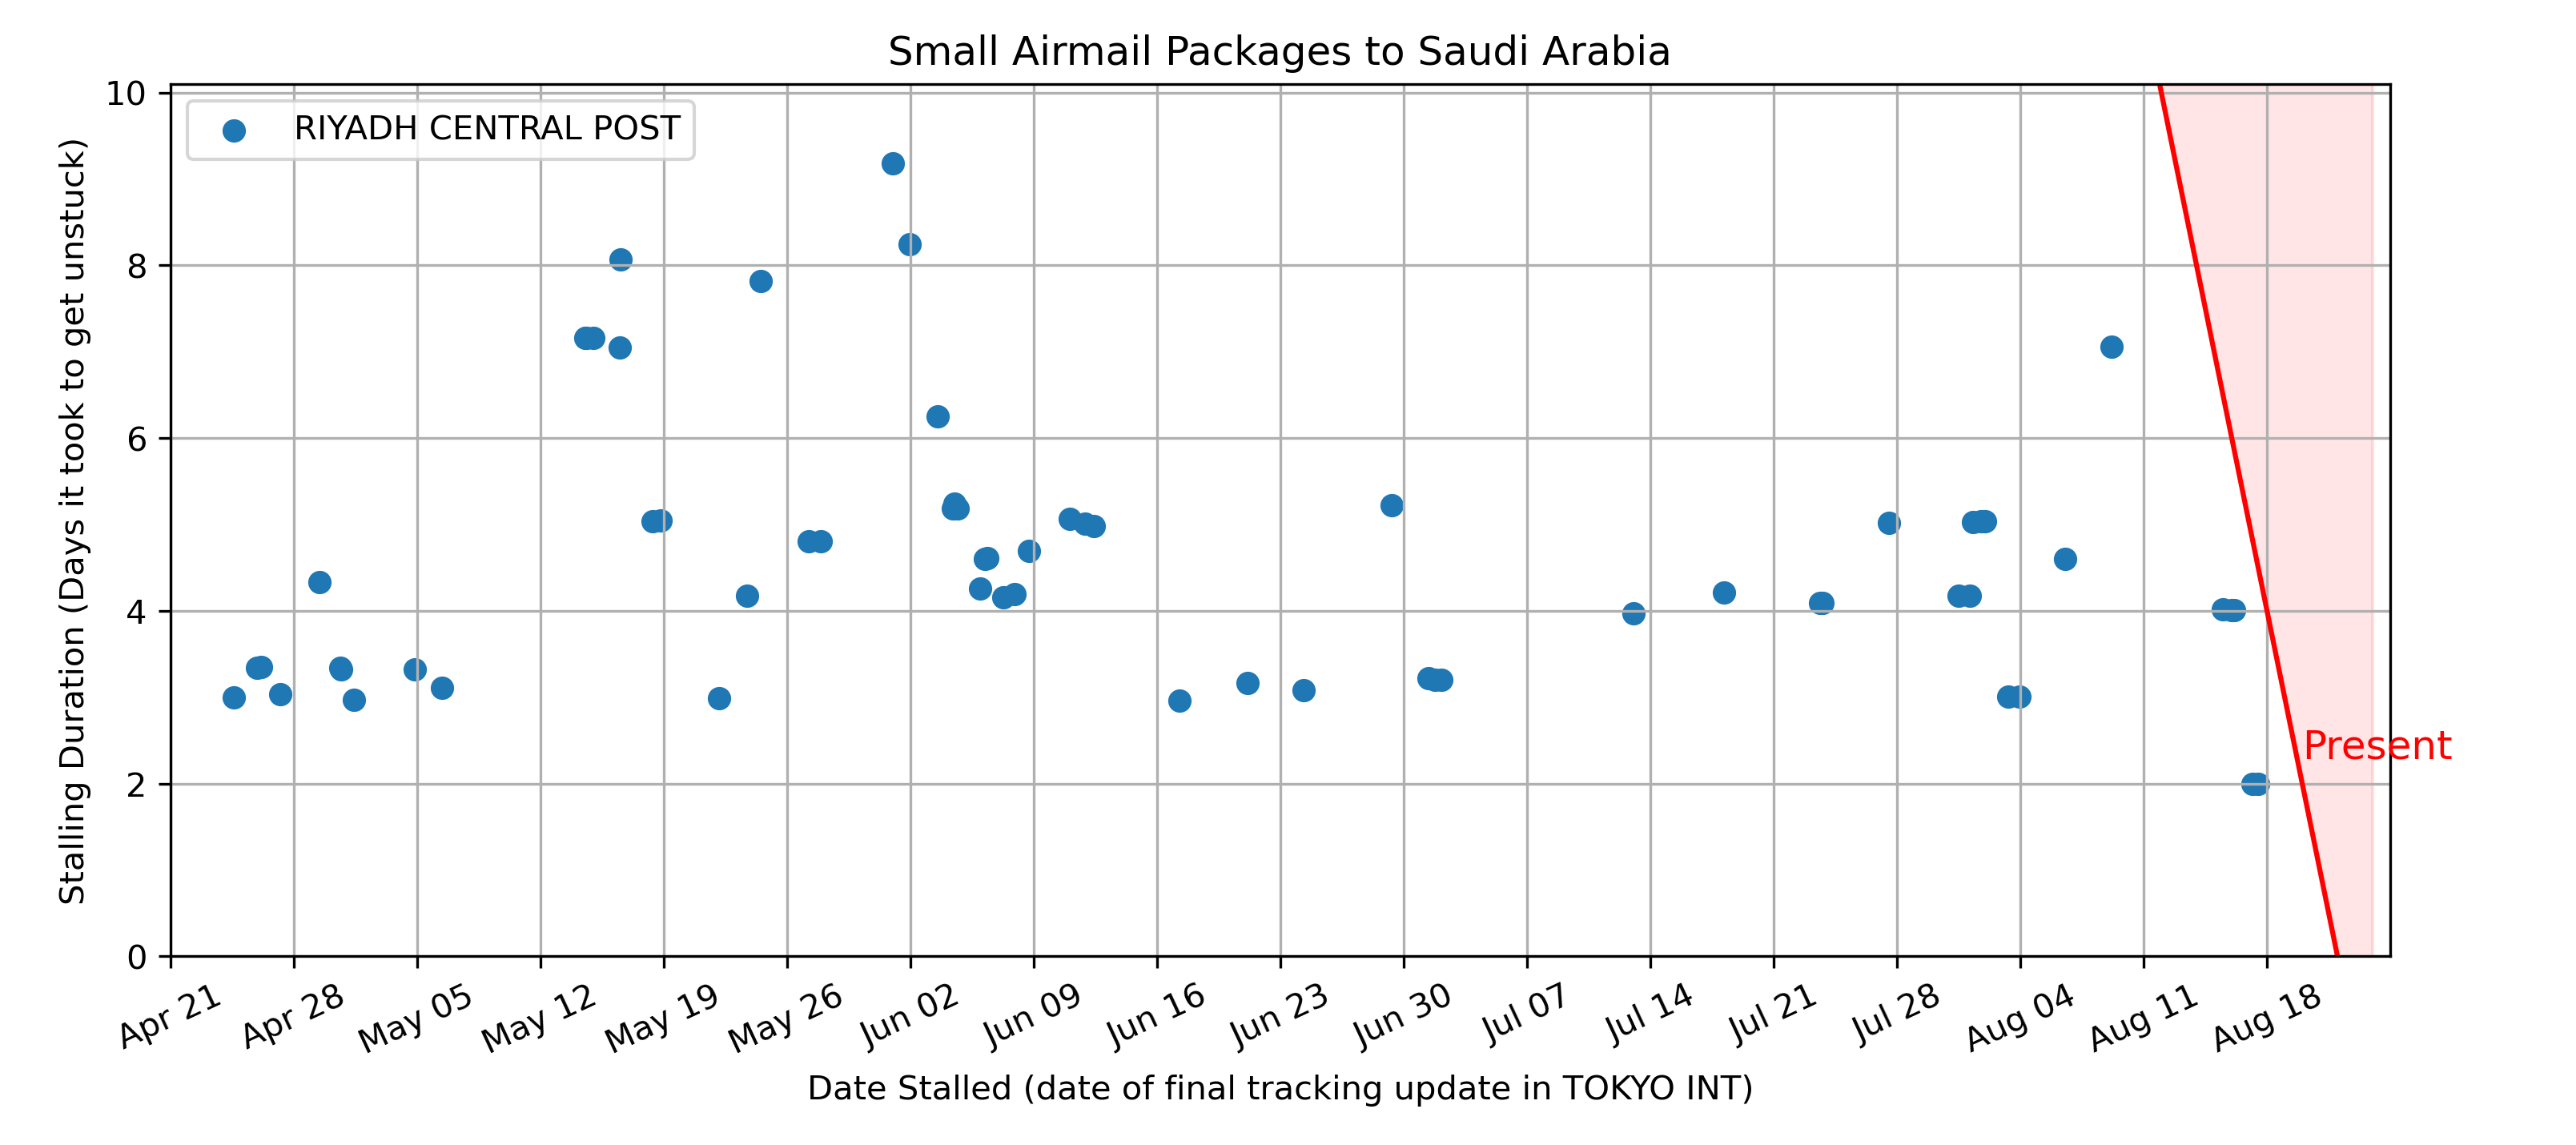 Small Airmail Packages to Saudi Arabia
RIYADH CENTRAL POST
Stalling Duration (Days it took to get unstuck)
10
8
6
4
2
0
Present
Apr 21
Apr 28
May 05
May 12
May 19
May 26
Jun 02
Jun 09
Jun 16
Jun 23
Jun 30
Jul 07
Jul 14
Jul 21
Jul 28
Aug 04
Aug 11
Aug 18
Date Stalled (date of final tracking update in TOKYO INT)